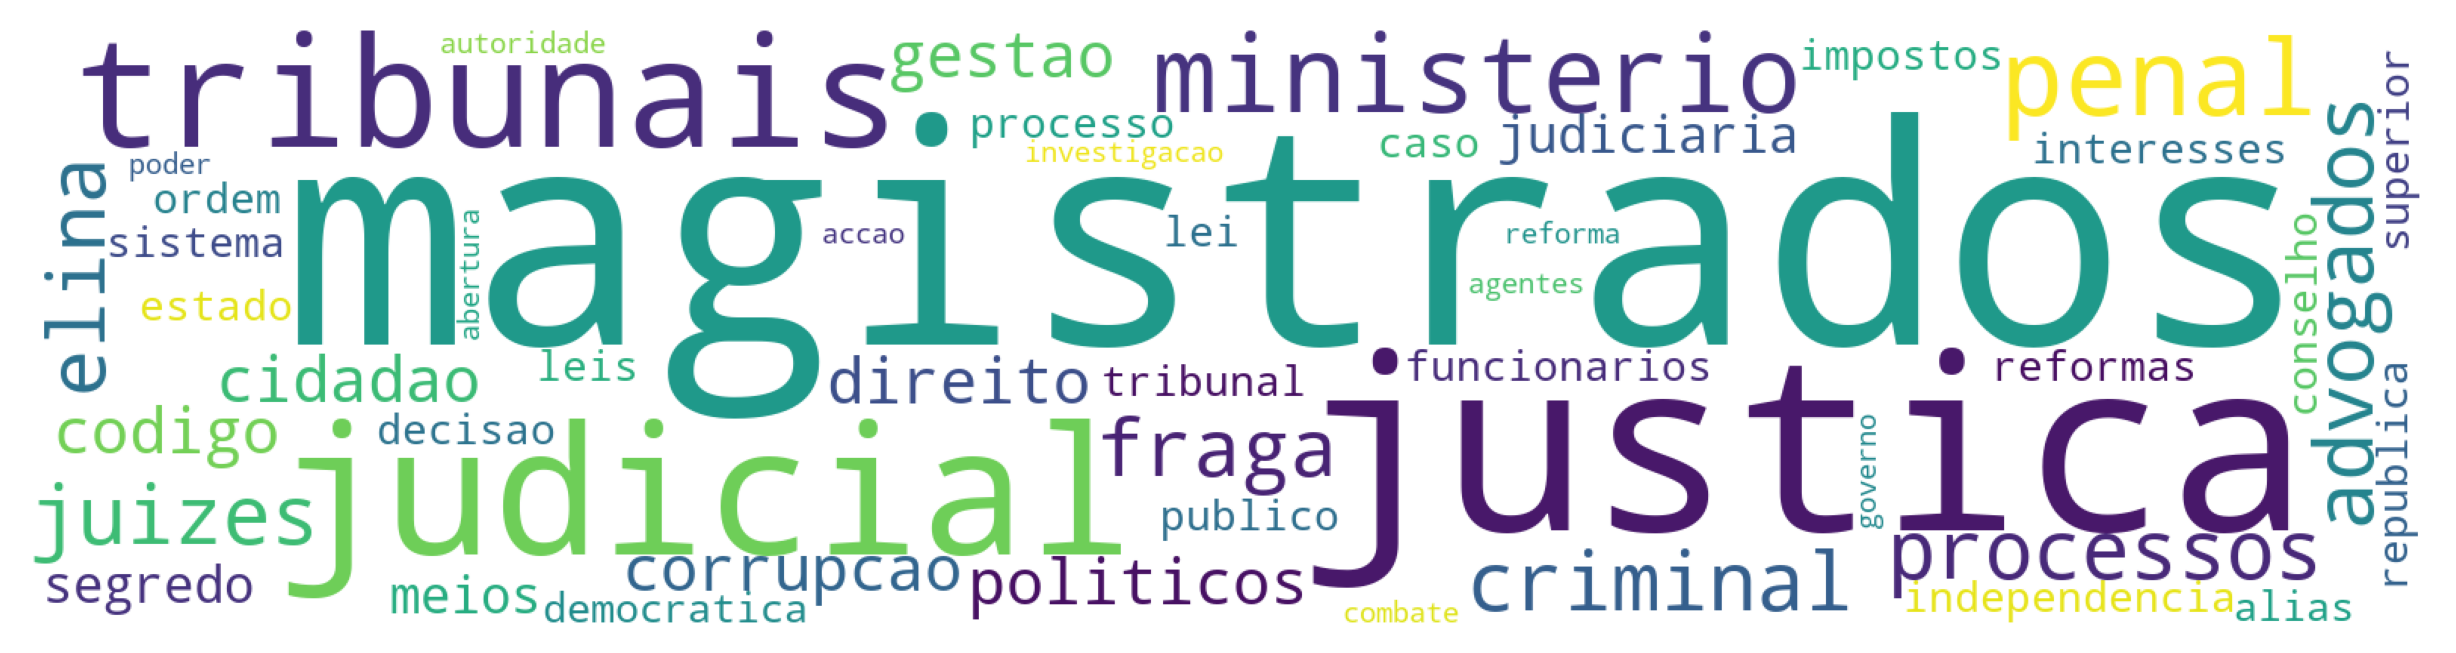 tribunais
autoridade
gestao
ministerio
impostos
penal
superior
processo
investigacao
caso
judiciaria
interesses
advogados
elina
poder
ordem
sistema
estado
magistrados
abertura
accao
lei
reforma
agentes
conselho
cidadao
leis
direito
tribunal
funcionarios
reformas
republica
codigo
decisao
judicial
fraga
justica
governo
juizes
publico
processos
segredo
meios
corrupcao
democratica
politicos
combate
criminal
independencia
alias